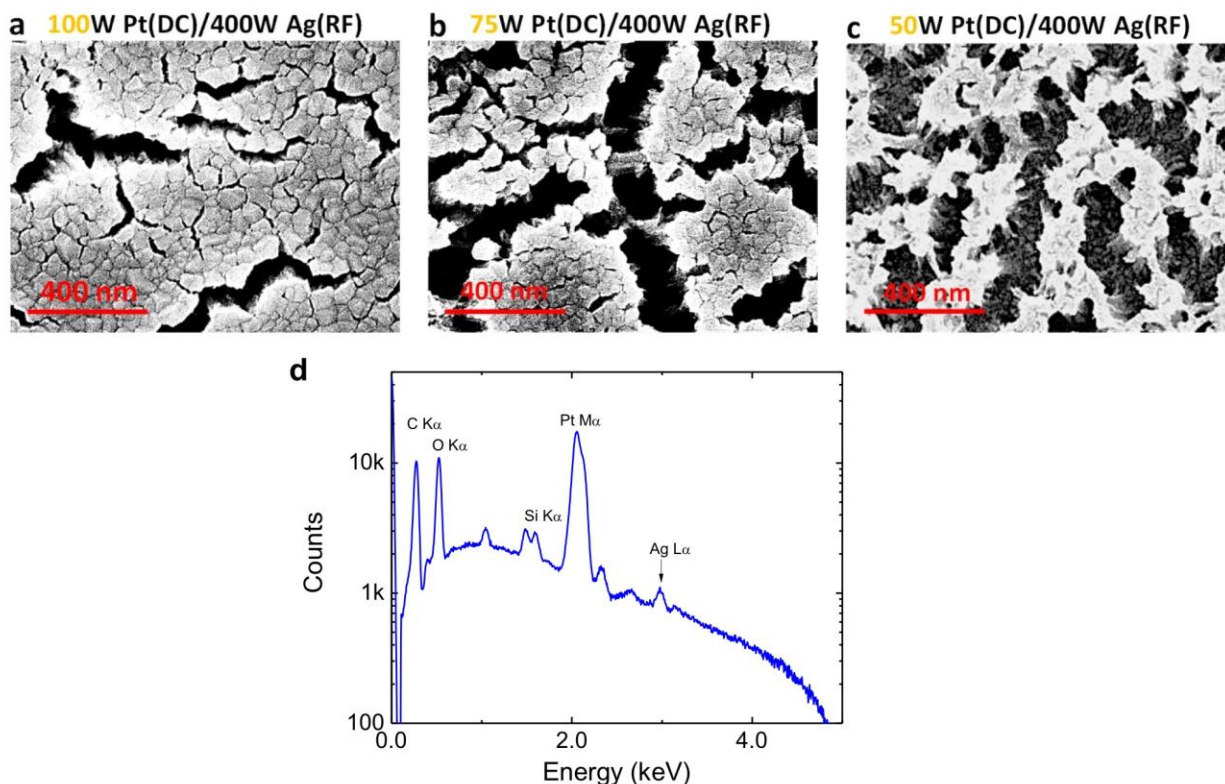 a 100W Pt(DC)/400W Ag(RF)
b 75W Pt(DC)/400W Ag(RF)
c 50W Pt(DC)/400W Ag(RF)
400 nm
400 nm
400 nm
d
C Kα
O Kα
Si Kα
Pt Mα
Ag Lα
10k
1k
100
Counts
0.0 2.0 4.0
Energy (keV)